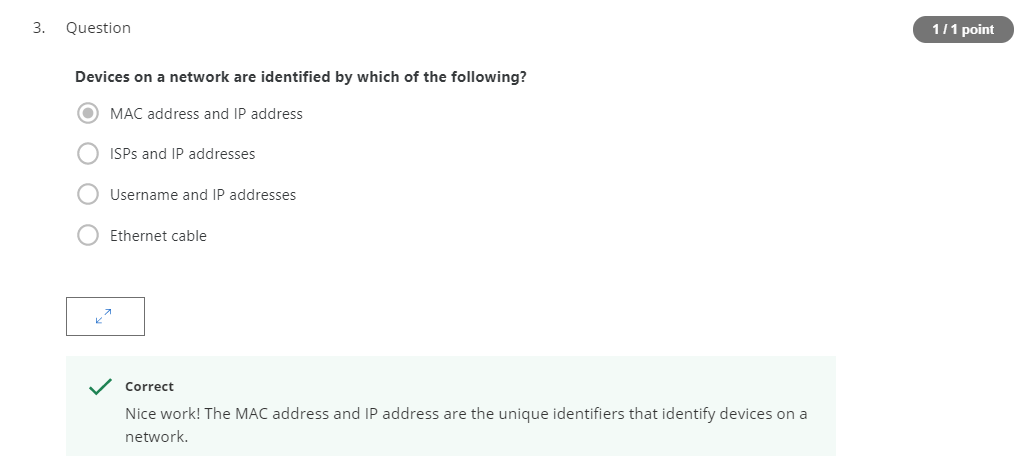 3. Question
1 / 1 point
Devices on a network are identified by which of the following?
MAC address and IP address
ISPs and IP addresses
Username and IP addresses
Ethernet cable
Correct
Nice work! The MAC address and IP address are the unique identifiers that identify devices on a
network.